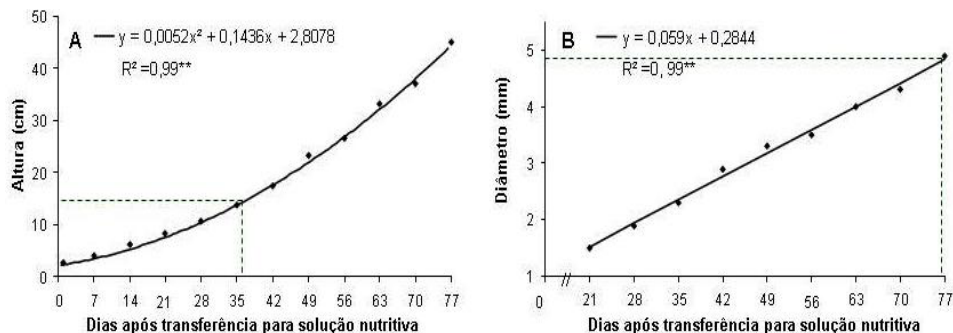 A y = 0,0052x² + 0,1436x + 2,8078
R² =0,99**
Altura (cm)
50
40
30
20
10
0
0 7 14 21 28 35 42 49 56 63 70 77
Dias após transferência para solução nutritiva
B y = 0,059x + 0,2844
R² =0, 99**
Diâmetro (mm)
5
4
3
2
1
0 // 21 28 35 42 49 56 63 70 77
Dias após transferência para solução nutritiva